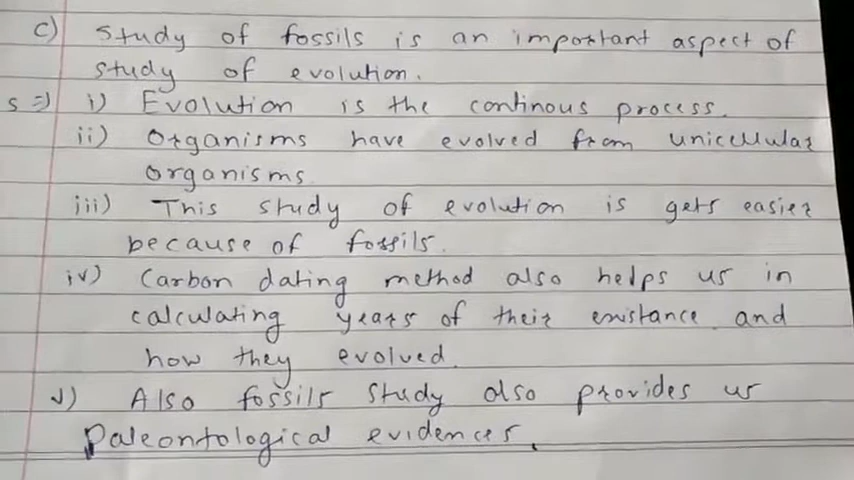 c) Study of fossils is an important aspect of
study of evolution.
s => i) Evolution is the continous process.
ii) Organisms have evolved from unicellular
organisms
iii) This study of evolution is gets easier
because of fossils.
iv) Carbon dating method also helps us in
calculating years of their existance and
how they evolved.
v) Also fossils study also provides us
Paleontological evidences.